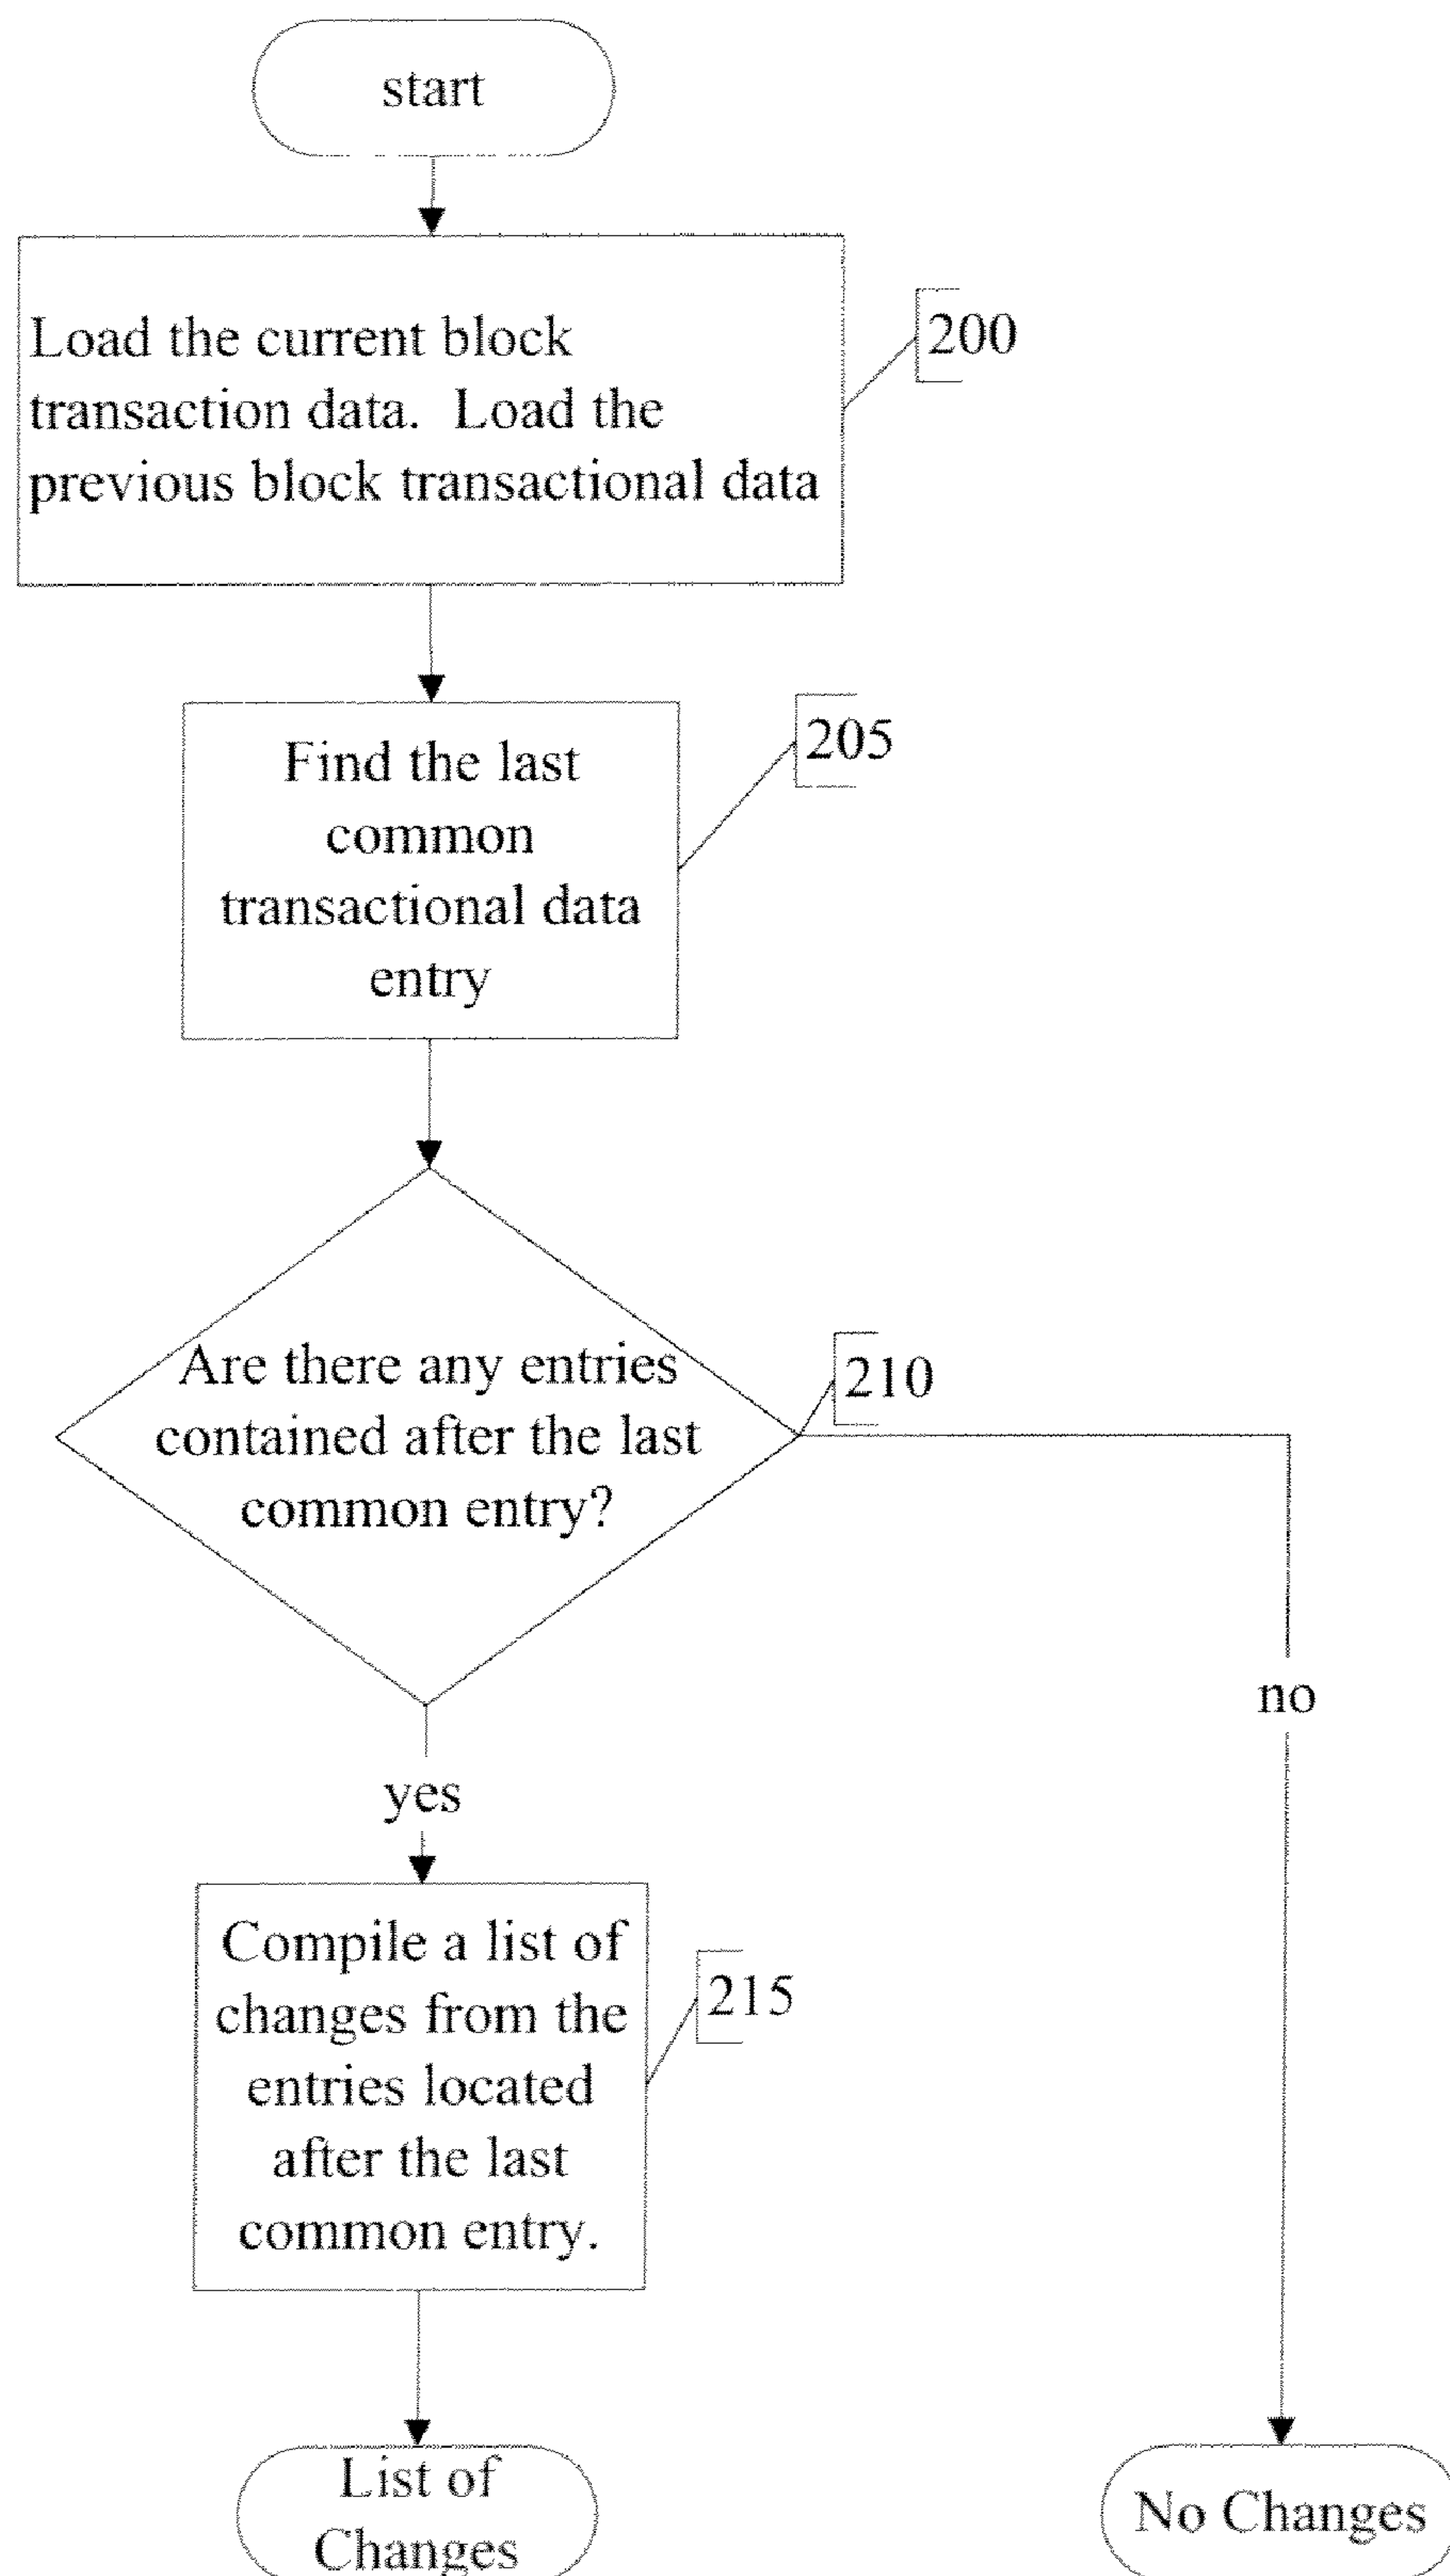 start
Load the current block
transaction data.  Load the
previous block transactional data
200
Find the last
common
transactional data
entry
205
Are there any entries
contained after the last
common entry?
210
no
yes
Compile a list of
changes from the
entries located
after the last
common entry.
215
List of
Changes
No Changes